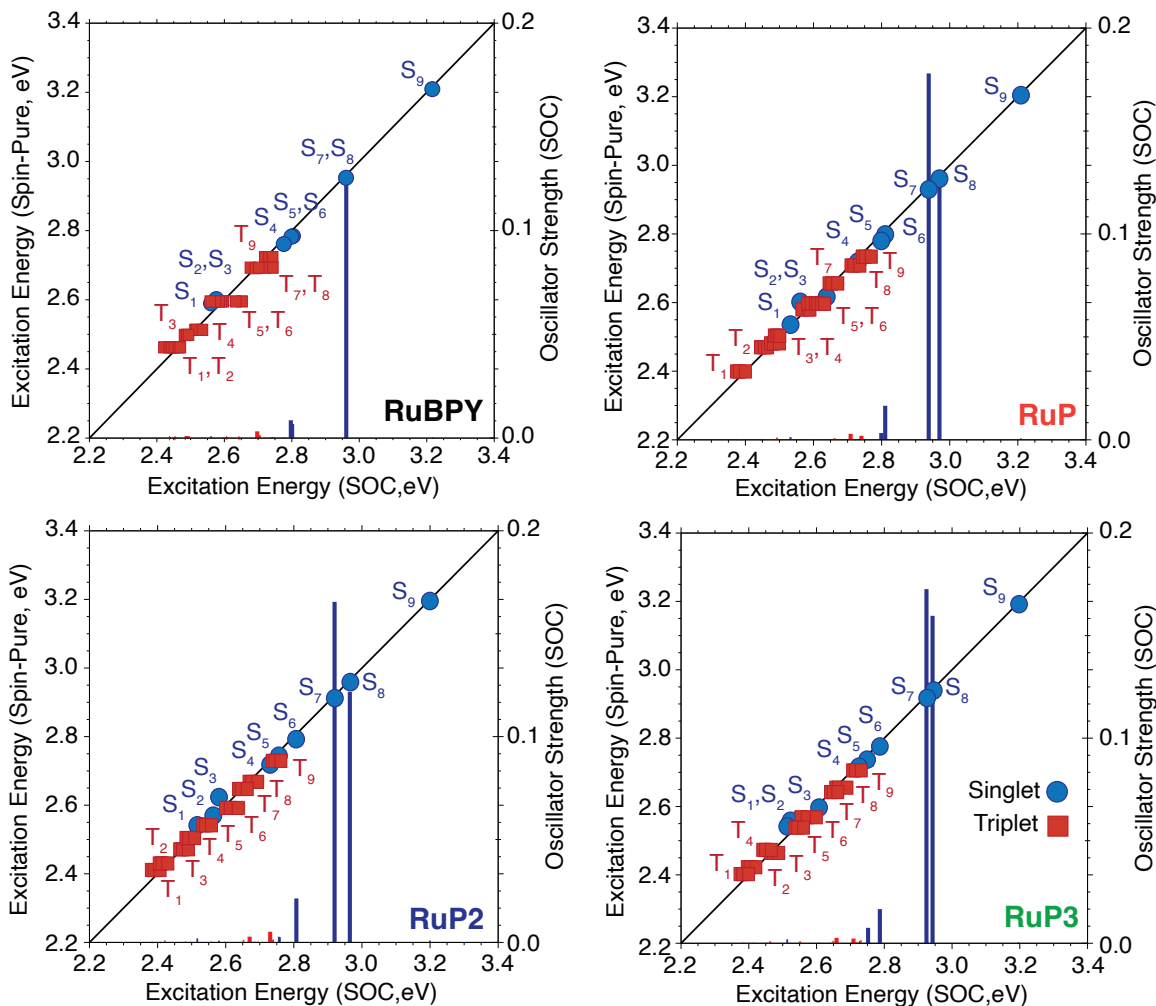 3.4
3.2
3.0
2.8
2.6
2.4
2.2
Excitation Energy (Spin-Pure, eV)
0.2
0.1
0.0
Oscillator Strength (SOC)
S9
S7,S8
S5,S6
S4
T9
S2,S3
S1
T3
T7,T8
T4
T5,T6
T1,T2
RuBPY
2.2 2.4 2.6 2.8 3.0 3.2 3.4
Excitation Energy (SOC,eV)
3.4
3.2
3.0
2.8
2.6
2.4
2.2
Excitation Energy (Spin-Pure, eV)
0.2
0.1
0.0
Oscillator Strength (SOC)
S9
S7
S8
S5
S4
S6
T7
T9
S2,S3
T8
S1
T5,T6
T2
T3,T4
T1
RuP
2.2 2.4 2.6 2.8 3.0 3.2 3.4
Excitation Energy (SOC,eV)
3.4
3.2
3.0
2.8
2.6
2.4
2.2
Excitation Energy (Spin-Pure, eV)
0.2
0.1
0.0
Oscillator Strength (SOC)
S9
S7
S8
S6
S5
S4
S3
T9
S2
S1
T8
T7
T2
T6
T5
T4
T3
T1
RuP2
2.2 2.4 2.6 2.8 3.0 3.2 3.4
Excitation Energy (SOC,eV)
3.4
3.2
3.0
2.8
2.6
2.4
2.2
Excitation Energy (Spin-Pure, eV)
0.2
0.1
0.0
Oscillator Strength (SOC)
S9
S7
S8
S6
S5
S4
T9
S1,S2
S3
T8
T7
T4
T6
T5
T1
T2
T3
Singlet
Triplet
RuP3
2.2 2.4 2.6 2.8 3.0 3.2 3.4
Excitation Energy (SOC,eV)